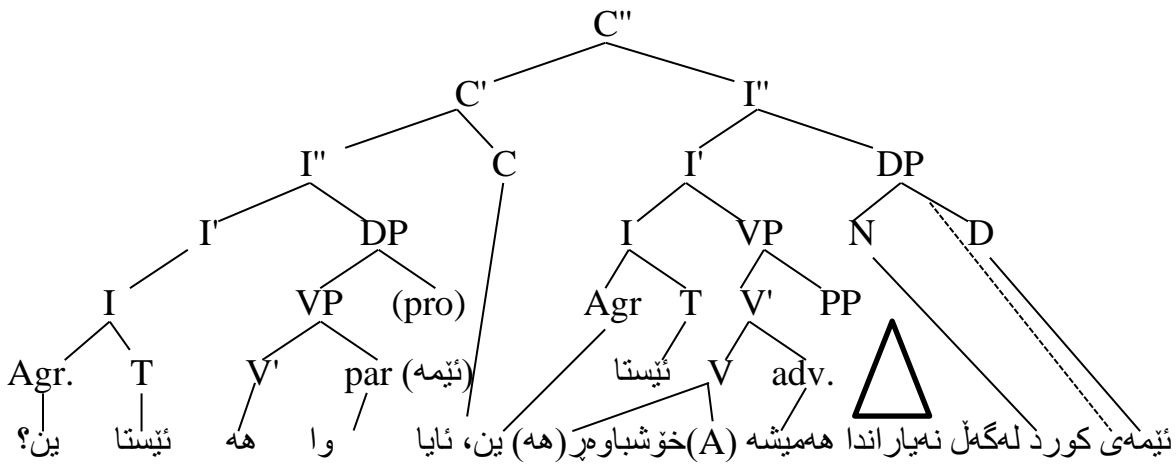 C"
C' I"
I" C I' DP
I' DP I VP N D
I VP (pro) Agr T V' PP
Agr. T V' par (ئێمە) ئێستا V adv.
ئێمەی کورد لەگەڵ نەیاراندا هەمیشە (A)خۆشباوەڕ(هە) ین، ئایا وا هە ئێستا ین؟